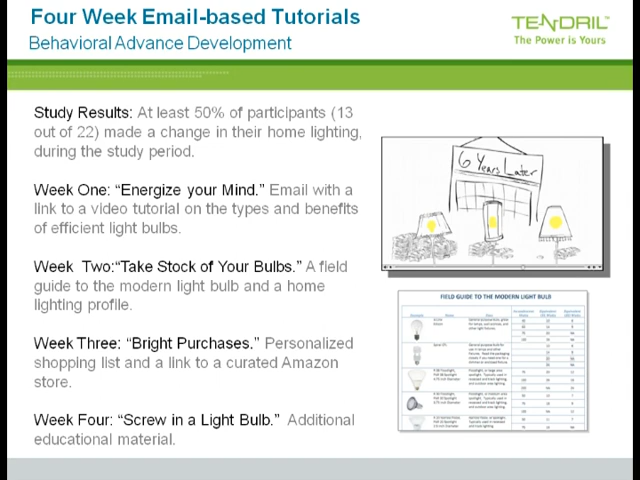 Four Week Email-based Tutorials
Behavioral Advance Development
TENDRIL™
The Power is Yours
Study Results: At least 50% of participants (13
out of 22) made a change in their home lighting,
during the study period.
Week One: “Energize your Mind.” Email with a
link to a video tutorial on the types and benefits
of efficient light bulbs.
Week  Two:“Take Stock of Your Bulbs.” A field
guide to the modern light bulb and a home
lighting profile.
Week Three: “Bright Purchases.” Personalized
shopping list and a link to a curated Amazon
store.
Week Four: “Screw in a Light Bulb.”  Additional
educational material.
6 Years Later
FIELD GUIDE TO THE MODERN LIGHT BULB